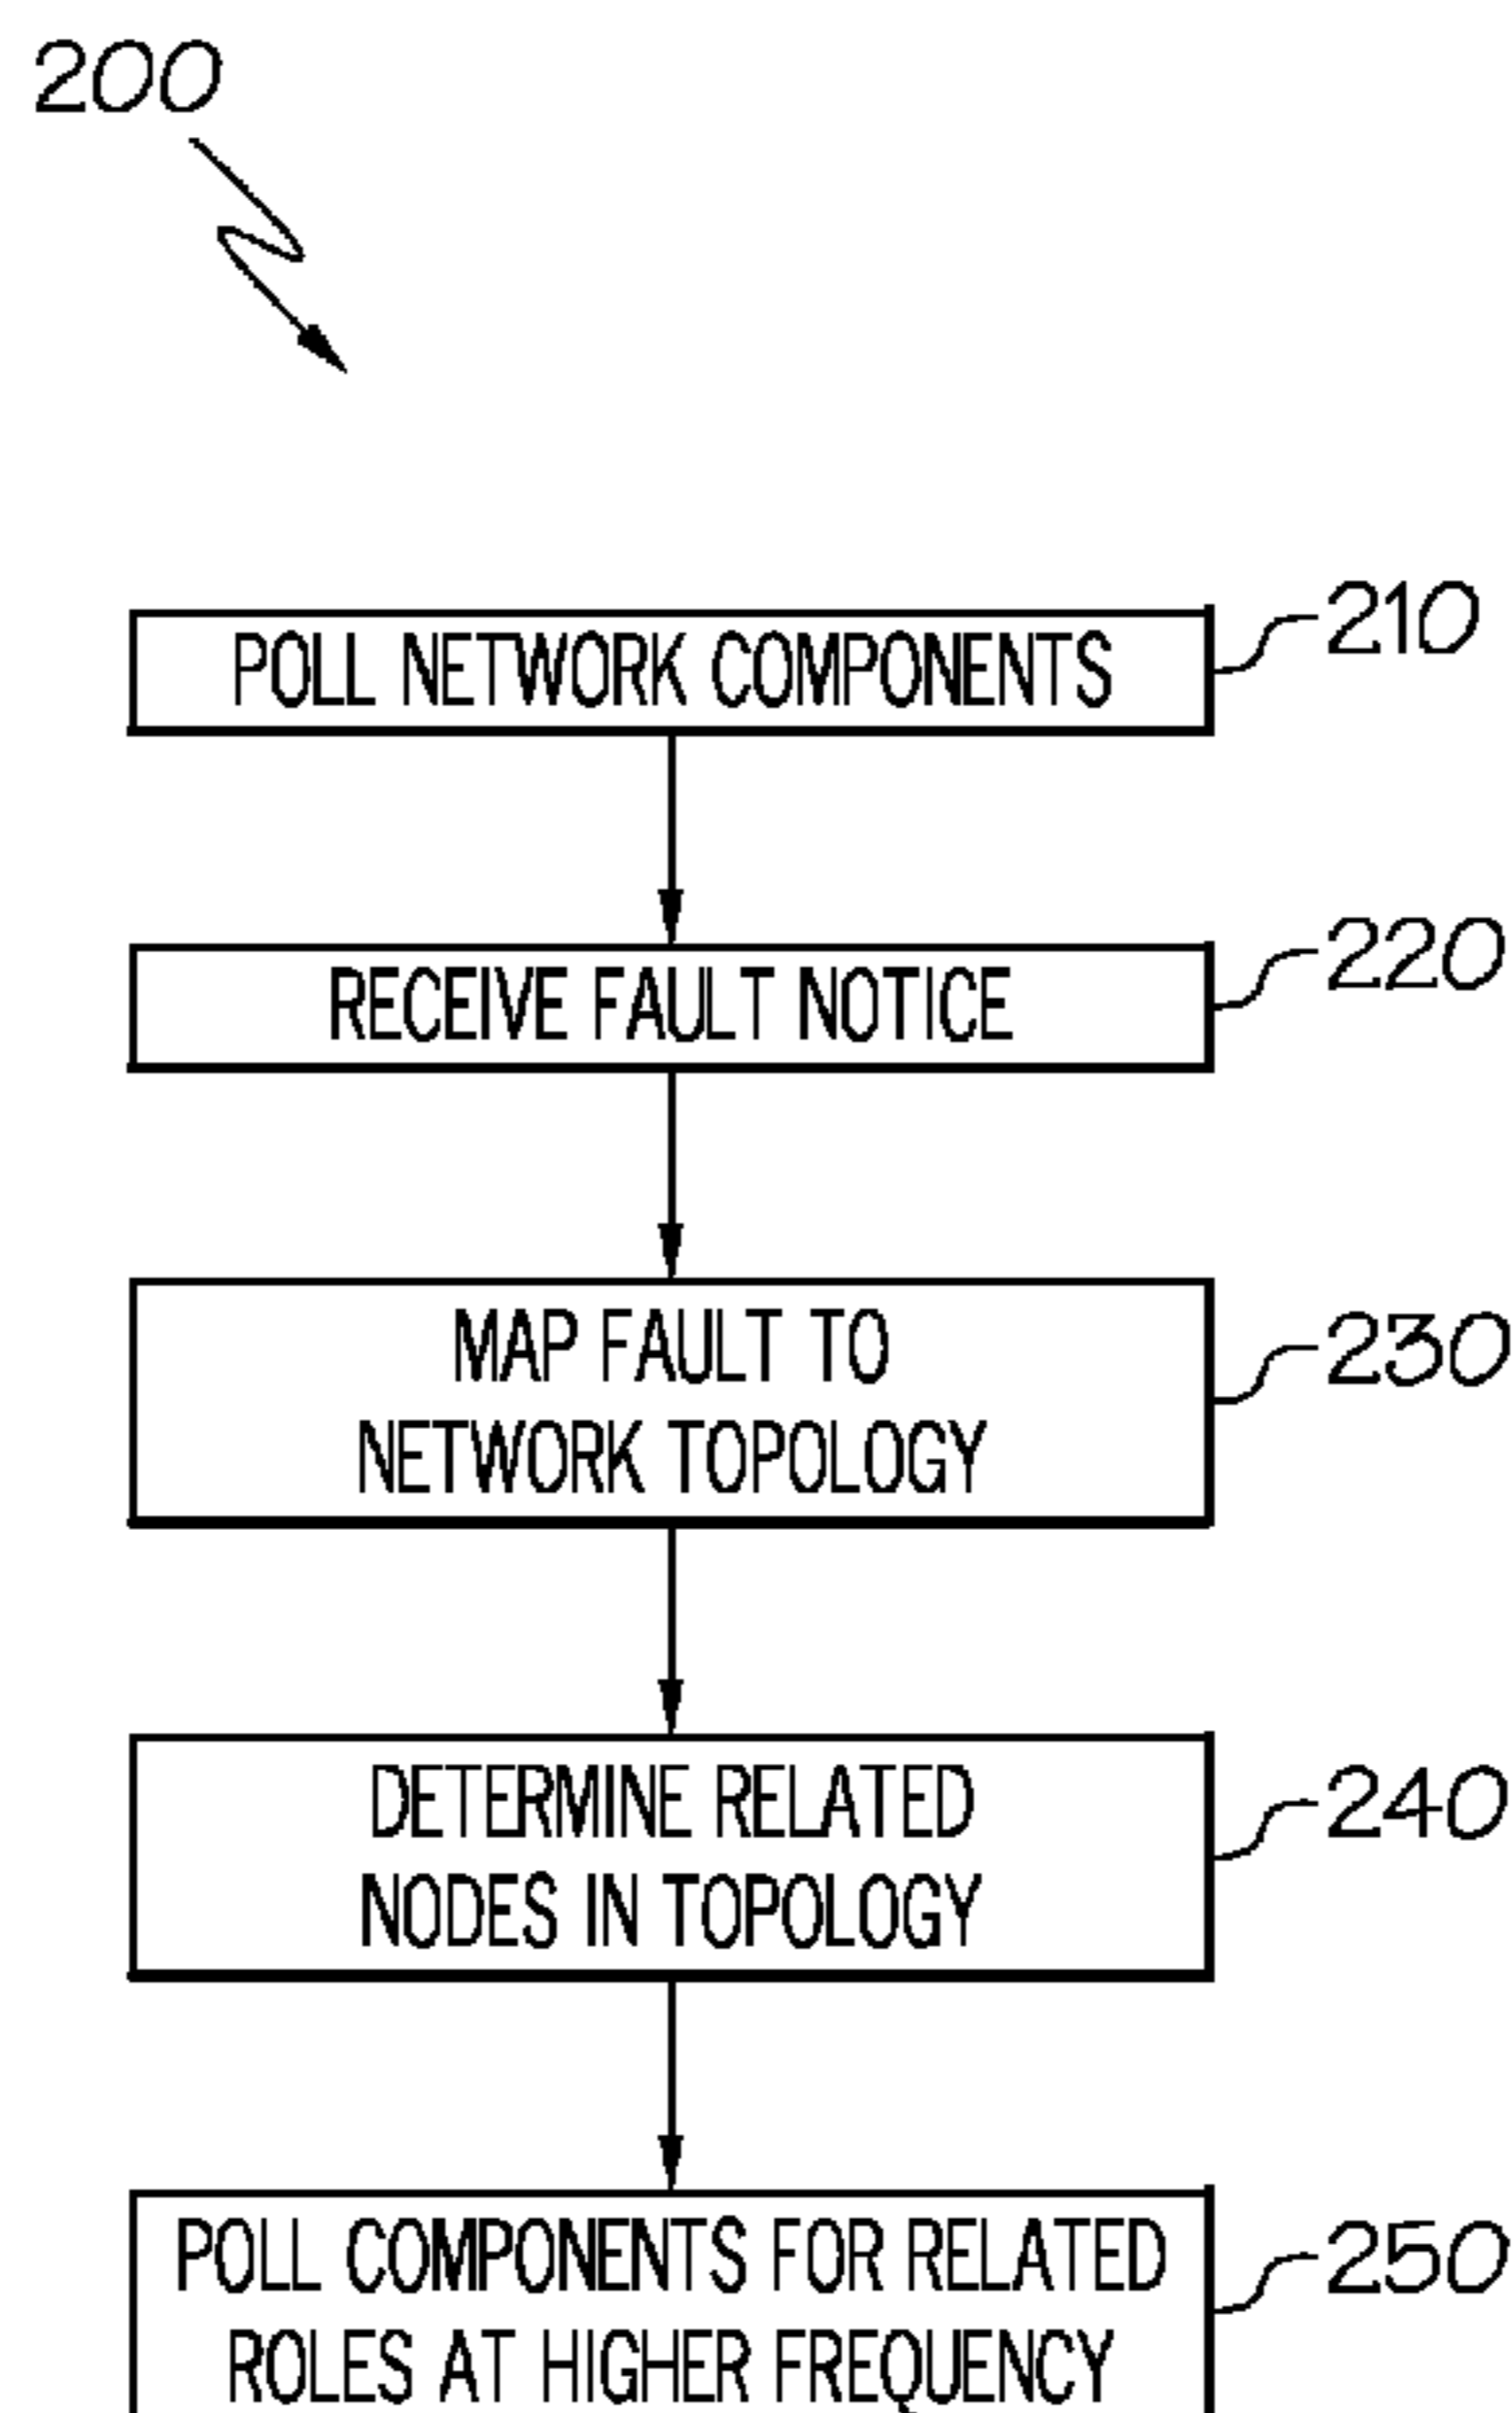 200
POLL NETWORK COMPONENTS
210
RECEIVE FAULT NOTICE
220
MAP FAULT TO
NETWORK TOPOLOGY
230
DETERMINE RELATED
NODES IN TOPOLOGY
240
POLL COMPONENTS FOR RELATED
ROLES AT HIGHER FREQUENCY
250